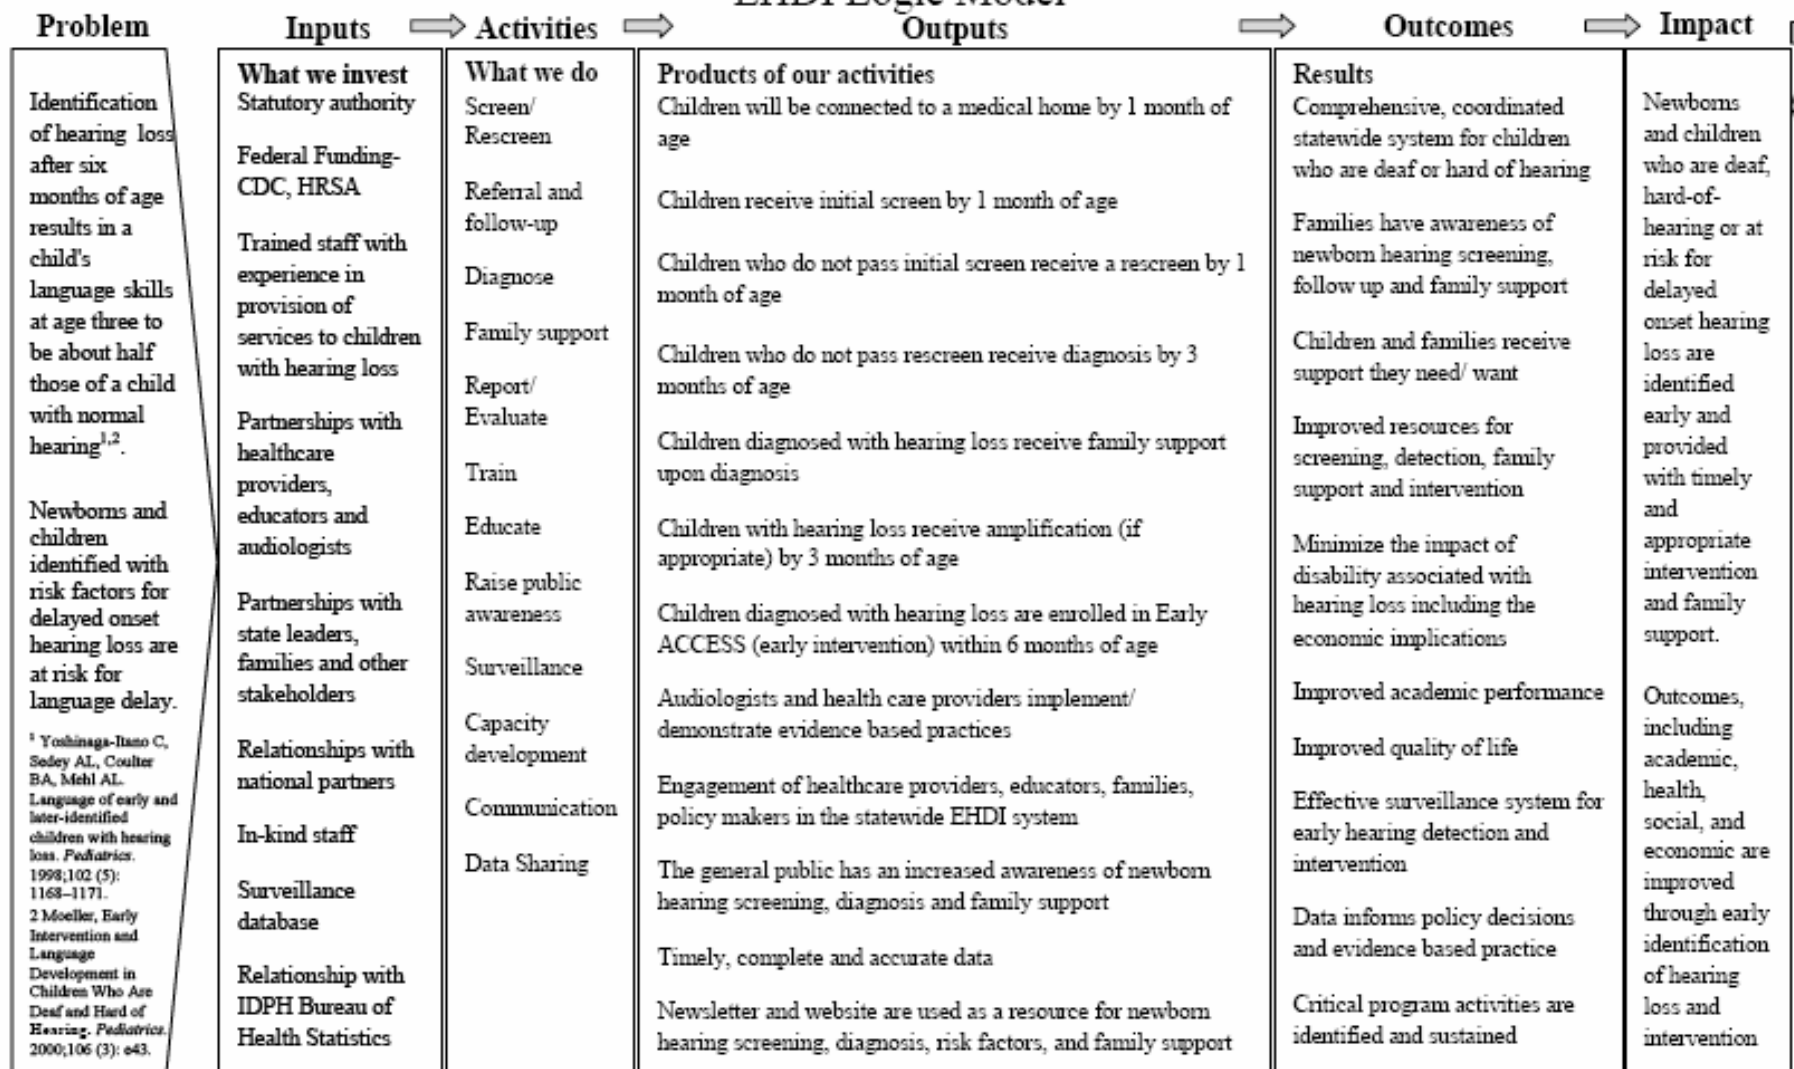 EHDI Logic Model
Problem
Inputs
Activities
Outputs
Outcomes
Impact
Identification
of hearing loss
after six
months of age
results in a
child's
language skills
at age three to
be about half
those of a child
with normal
hearing1,2.
Newborns and
children
identified with
risk factors for
delayed onset
hearing loss are
at risk for
language delay.
1 Yoshinaga-Itano C,
Sedey AL, Coulter
BA, Mehl AL.
Language of early and
later-identified
children with hearing
loss. Pediatrics.
1998;102 (5):
1168–1171.
2 Moeller, Early
Intervention and
Language
Development in
Children Who Are
Deaf and Hard of
Hearing. Pediatrics.
2000;106 (3): e43.
What we invest
Statutory authority
Federal Funding-
CDC, HRSA
Trained staff with
experience in
provision of
services to children
with hearing loss
Partnerships with
healthcare
providers,
educators and
audiologists
Partnerships with
state leaders,
families and other
stakeholders
Relationships with
national partners
In-kind staff
Surveillance
database
Relationship with
IDPH Bureau of
Health Statistics
What we do
Screen/
Rescreen
Referral and
follow-up
Diagnose
Family support
Report/
Evaluate
Train
Educate
Raise public
awareness
Surveillance
Capacity
development
Communication
Data Sharing
Products of our activities
Children will be connected to a medical home by 1 month of
age
Children receive initial screen by 1 month of age
Children who do not pass initial screen receive a rescreen by 1
month of age
Children who do not pass rescreen receive diagnosis by 3
months of age
Children diagnosed with hearing loss receive family support
upon diagnosis
Children with hearing loss receive amplification (if
appropriate) by 3 months of age
Children diagnosed with hearing loss are enrolled in Early
ACCESS (early intervention) within 6 months of age
Audiologists and health care providers implement/
demonstrate evidence based practices
Engagement of healthcare providers, educators, families,
policy makers in the statewide EHDI system
The general public has an increased awareness of newborn
hearing screening, diagnosis and family support
Timely, complete and accurate data
Newsletter and website are used as a resource for newborn
hearing screening, diagnosis, risk factors, and family support
Results
Comprehensive, coordinated
statewide system for children
who are deaf or hard of hearing
Families have awareness of
newborn hearing screening,
follow up and family support
Children and families receive
support they need/ want
Improved resources for
screening, detection, family
support and intervention
Minimize the impact of
disability associated with
hearing loss including the
economic implications
Improved academic performance
Improved quality of life
Effective surveillance system for
early hearing detection and
intervention
Data informs policy decisions
and evidence based practice
Critical program activities are
identified and sustained
Newborns
and children
who are deaf,
hard-of-
hearing or at
risk for
delayed
onset hearing
loss are
identified
early and
provided
with timely
and
appropriate
intervention
and family
support.
Outcomes,
including
academic,
health,
social, and
economic are
improved
through early
identification
of hearing
loss and
intervention